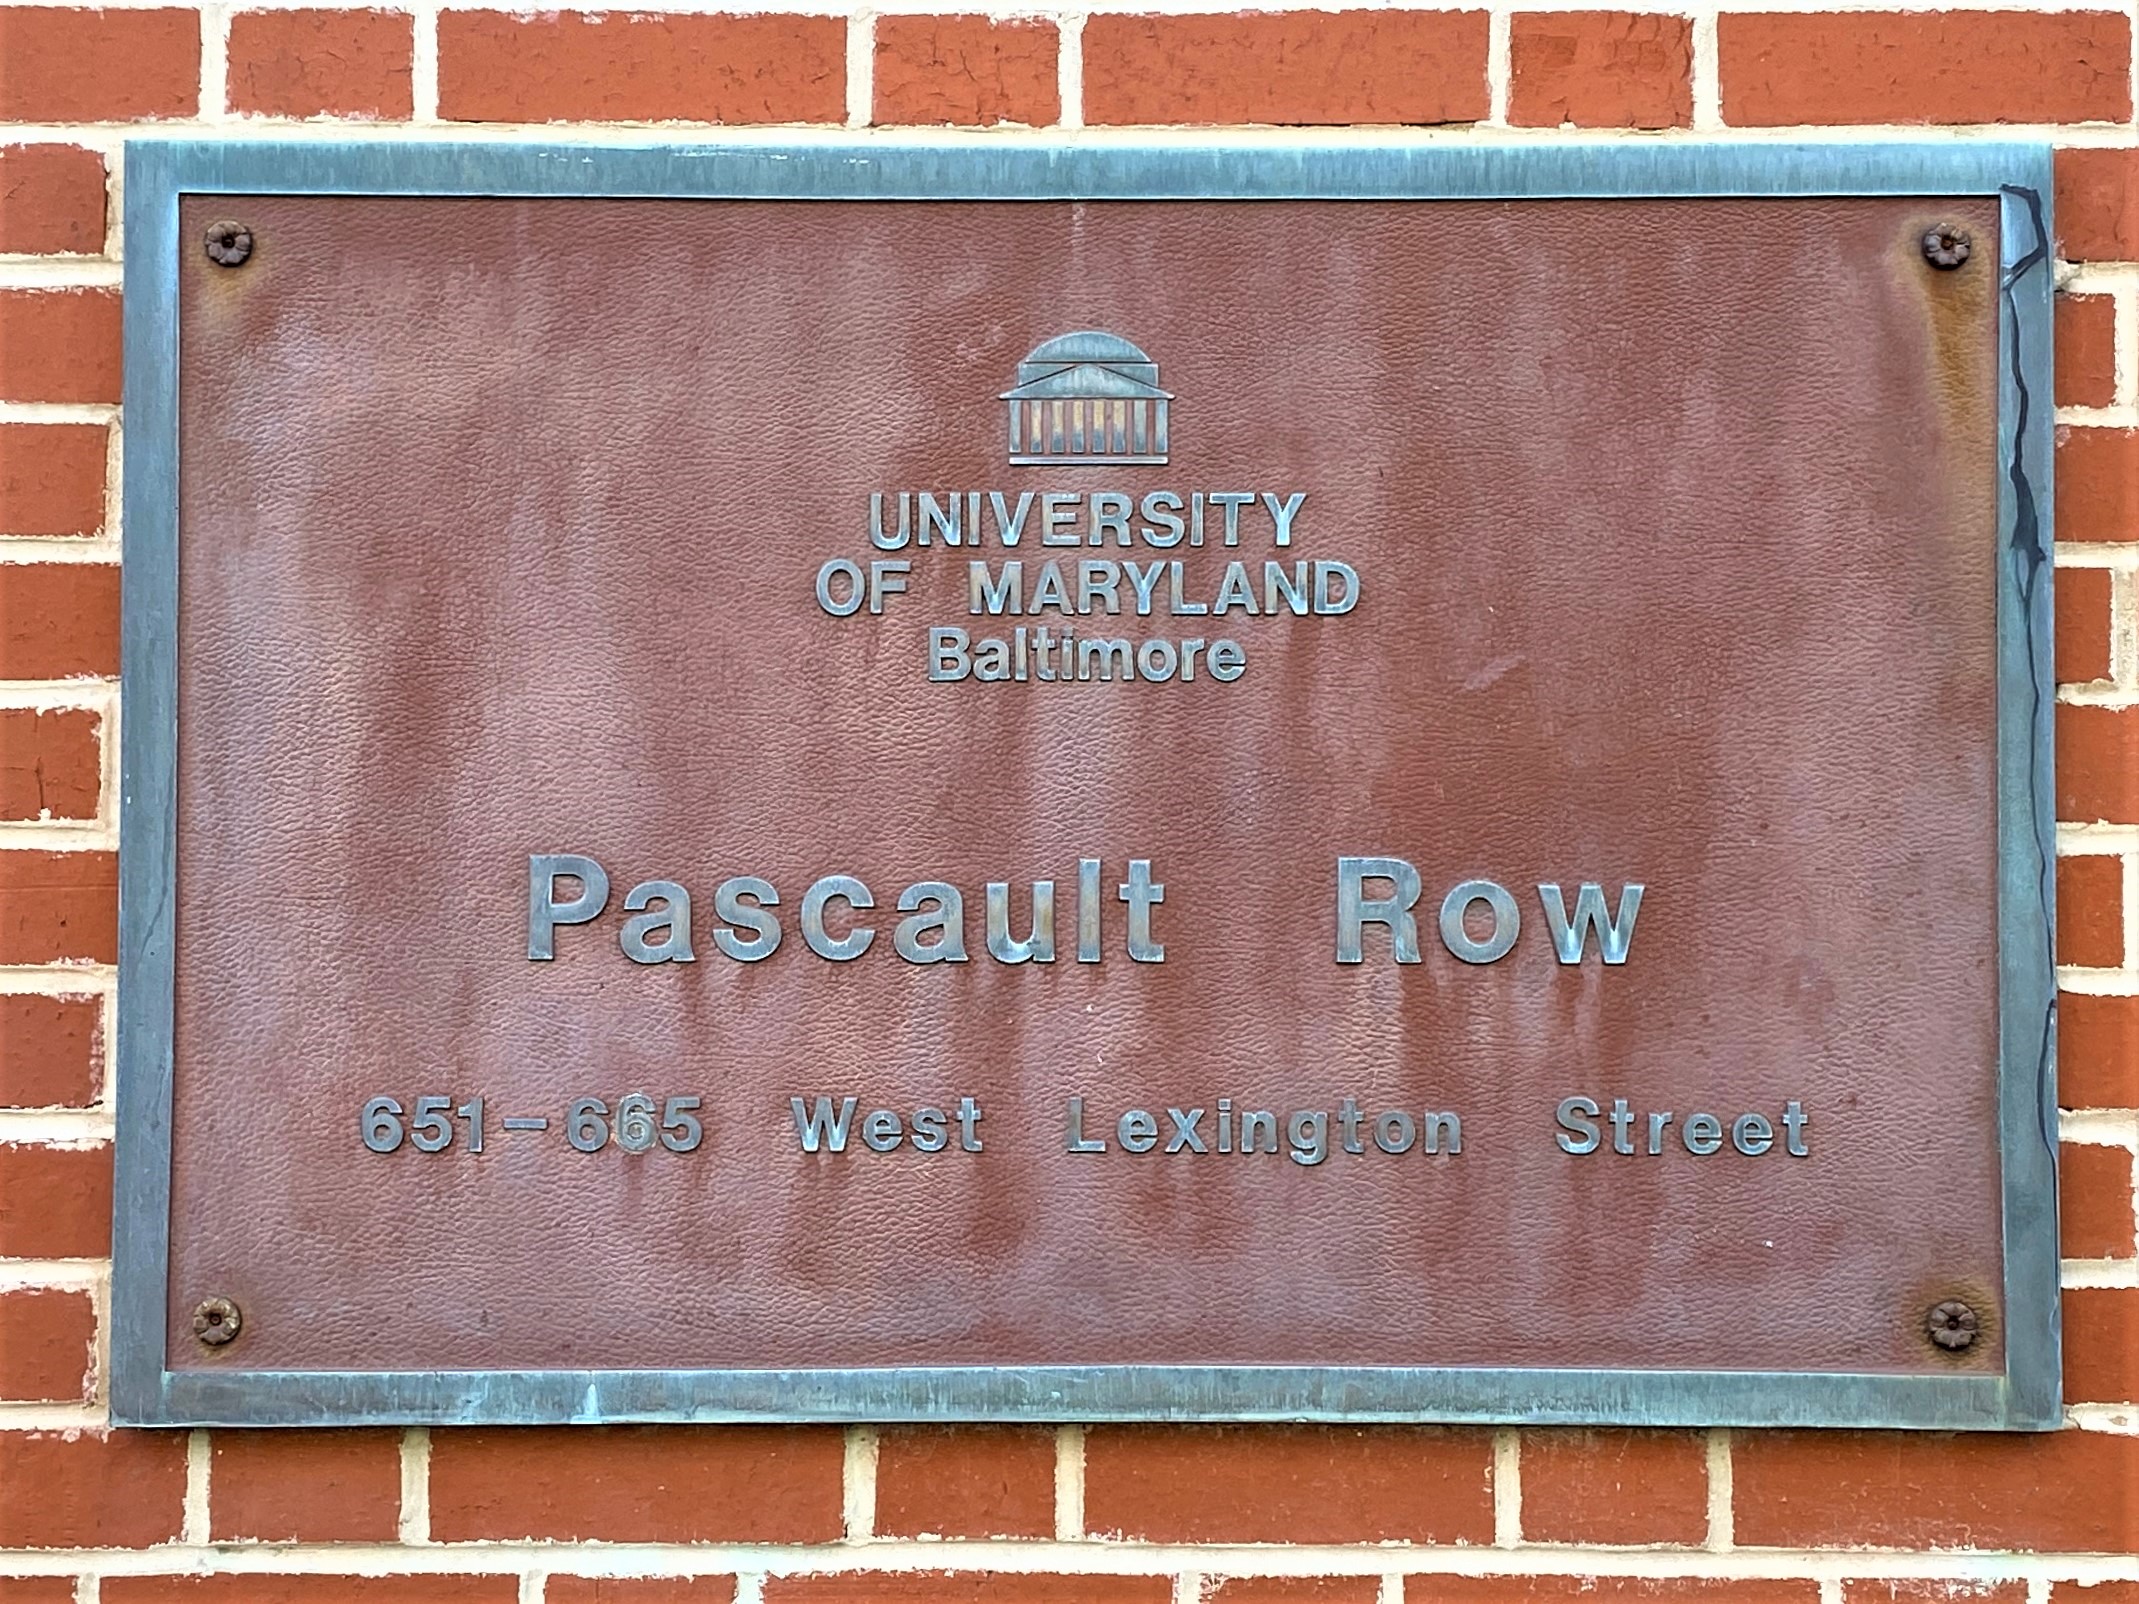 UNIVERSITY
OF MARYLAND
Baltimore
Pascault Row
651-665 West Lexington Street